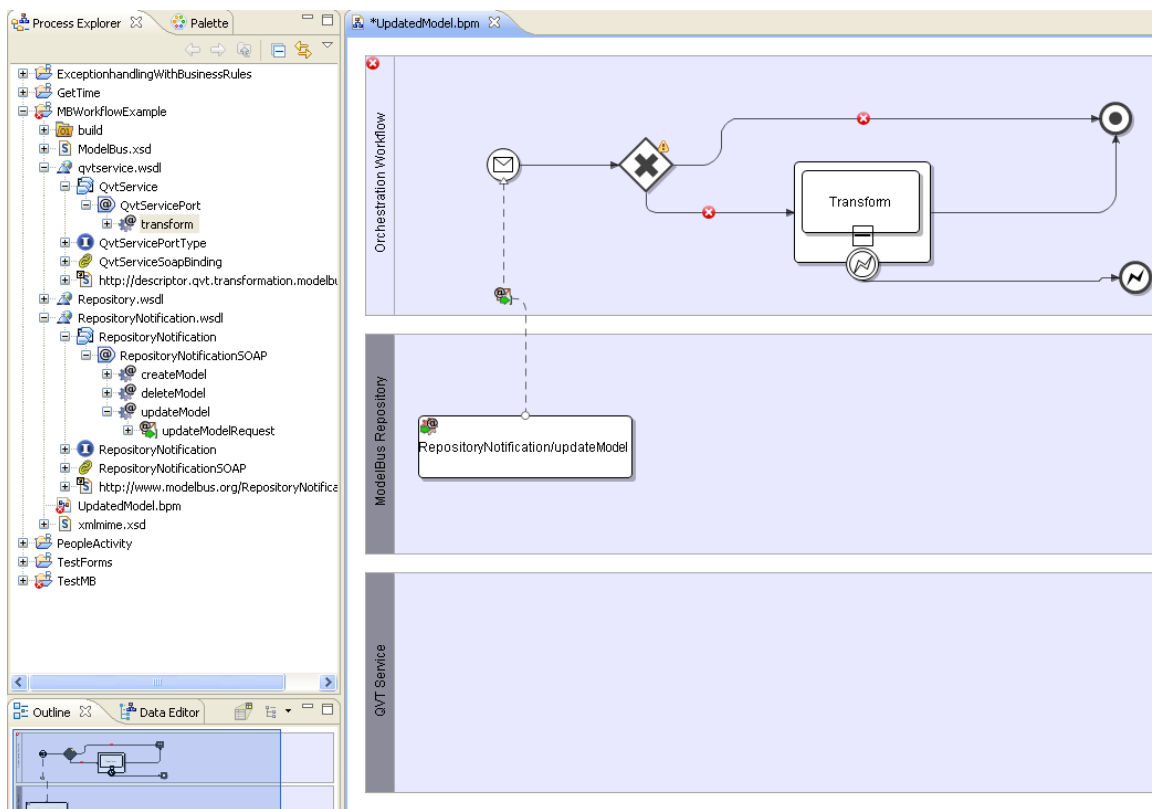 Process Explorer
Palette
ExceptionhandlingWithBusinessRules
GetTime
MBWorkflowExample
build
ModelBus.xsd
qvtservice.wsdl
QvtService
QvtServicePort
transform
QvtServicePortType
QvtServiceSoapBinding
http://descriptor.qvt.transformation.modelbu
Repository.wsdl
RepositoryNotification.wsdl
RepositoryNotification
RepositoryNotificationSOAP
createModel
deleteModel
updateModel
updateModelRequest
RepositoryNotification
RepositoryNotificationSOAP
http://www.modelbus.org/RepositoryNotifica
UpdatedModel.bpm
xmlmime.xsd
PeopleActivity
TestForms
TestMB
Outline
Data Editor
*UpdatedModel.bpm
Orchestration Workflow
Transform
ModelBus Repository
RepositoryNotification/updateModel
QVT Service